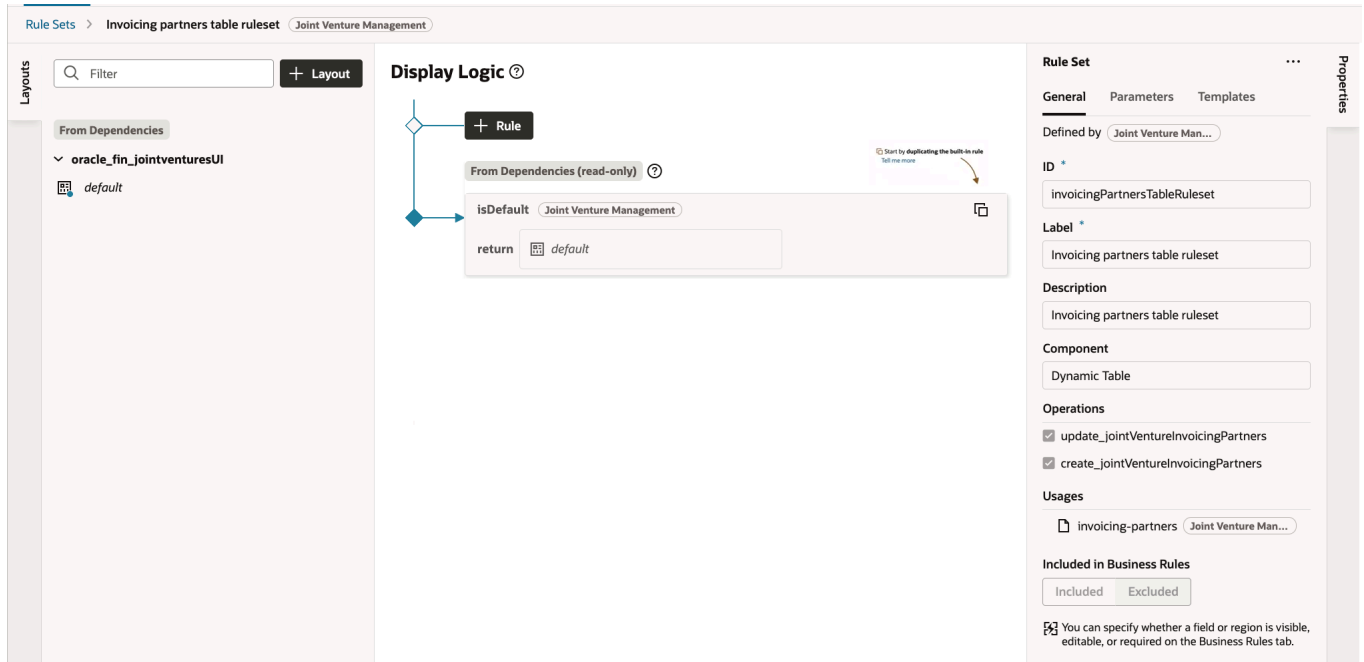 Rule Sets > Invoicing partners table ruleset Joint Venture Management
Layouts
Filter
+ Layout
From Dependencies
oracle_fin_jointventuresUI
default
Display Logic ?
+ Rule
From Dependencies (read-only) ?
Start by duplicating the built-in rule
Tell me more
isDefault Joint Venture Management
return default
Rule Set ...
General Parameters Templates
Defined by Joint Venture Man...
ID *
invoicingPartnersTableRuleset
Label *
Invoicing partners table ruleset
Description
Invoicing partners table ruleset
Component
Dynamic Table
Operations
update_jointVentureInvoicingPartners
create_jointVentureInvoicingPartners
Usages
invoicing-partners Joint Venture Man...
Included in Business Rules
Included Excluded
You can specify whether a field or region is visible,
editable, or required on the Business Rules tab.
Properties